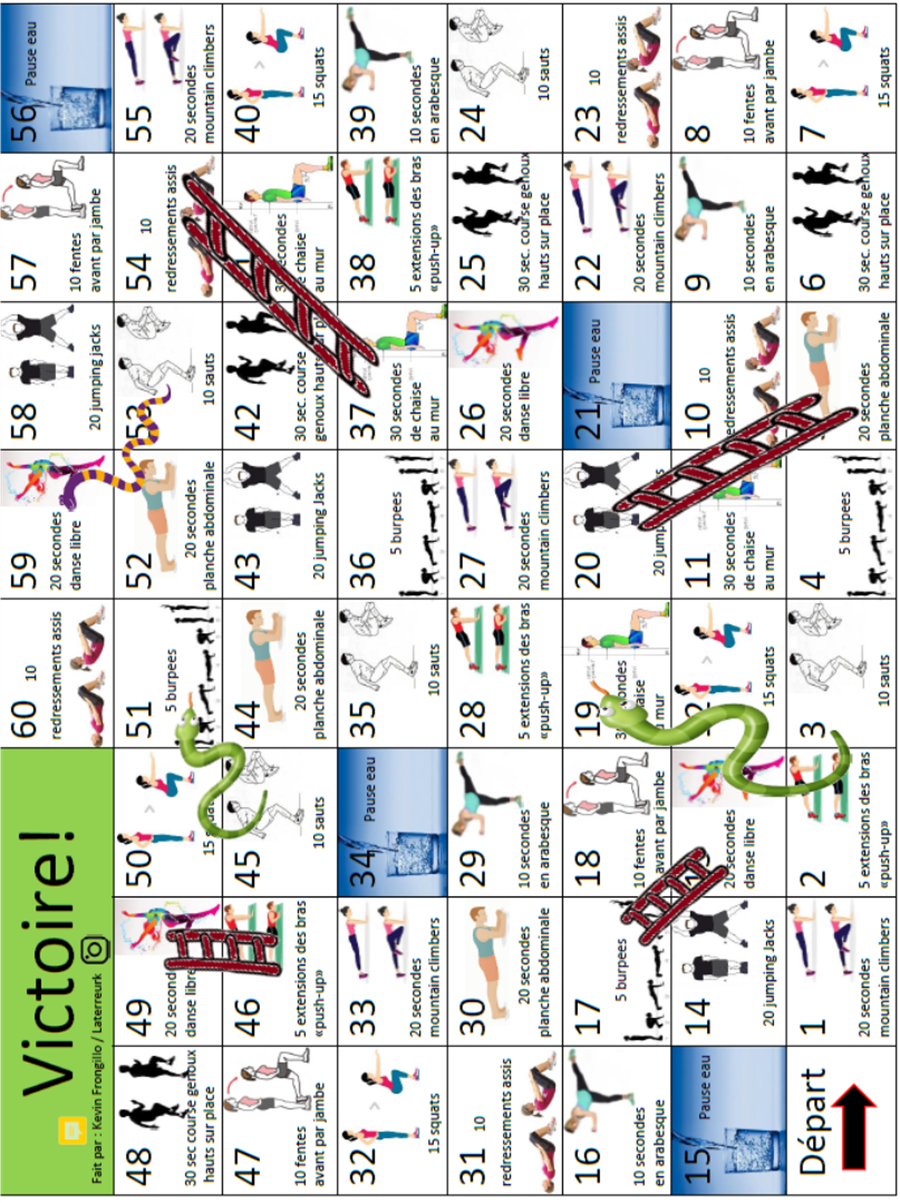 Victoire!
Fait par : Kevin Frongillo / Laterreurk
60 10
redressements assis
59
20 secondes
danse libre
58
20 jumping jacks
57
10 fentes
avant par jambe
56
Pause eau
48
30 sec course genoux
hauts sur place
49
20 secondes
danse libre
50
15
51
5 burpees
52
20 secondes
planche abdominale
53
10 sauts
54 10
redressements assis
55
20 secondes
mountain climbers
47
10 fentes
avant par jambe
46
5 extensions des bras
«push-up»
45
10 sauts
44
20 secondes
planche abdominale
43
20 jumping Jacks
42
30 sec. course
genoux hauts
chaise
au mur
40
15 squats
32
15 squats
33
20 secondes
mountain climbers
34
Pause eau
35
10 sauts
36
5 burpees
37
30 secondes
de chaise
au mur
38
5 extensions des bras
«push-up»
39
10 secondes
en arabesque
31 10
redressements assis
30
20 secondes
planche abdominale
29
10 secondes
en arabesque
28
5 extensions des bras
«push-up»
27
20 secondes
mountain climbers
26
20 secondes
danse libre
25
30 sec. course genoux
hauts sur place
24
10 sauts
16
10 secondes
en arabesque
17
5 burpees
18
10 fentes
avant par jambe
19
mur
20
20
21
Pause eau
22
20 secondes
mountain climbers
23 10
redressements assis
15
Pause eau
14
20 jumping Jacks
20 secondes
danse libre
15 squats
11
30 secondes
de chaise
au mur
10 10
redressements assis
9
10 secondes
en arabesque
8
10 fentes
avant par jambe
Départ
1
20 secondes
mountain climbers
2
5 extensions des bras
«push-up»
3
10 sauts
4
5 burpees
20 secondes
planche abdominale
6
30 sec. course genoux
hauts sur place
7
15 squats